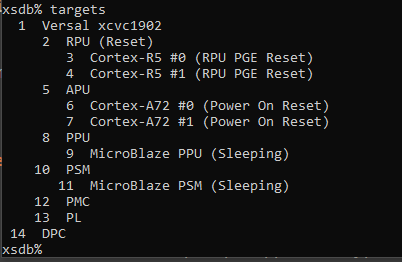 xsdb% targets
  1  Versal xcvc1902
     2  RPU (Reset)
        3  Cortex-R5 #0 (RPU PGE Reset)
        4  Cortex-R5 #1 (RPU PGE Reset)
     5  APU
        6  Cortex-A72 #0 (Power On Reset)
        7  Cortex-A72 #1 (Power On Reset)
     8  PPU
        9  MicroBlaze PPU (Sleeping)
    10  PSM
       11  MicroBlaze PSM (Sleeping)
    12  PMC
    13  PL
 14  DPC
xsdb%